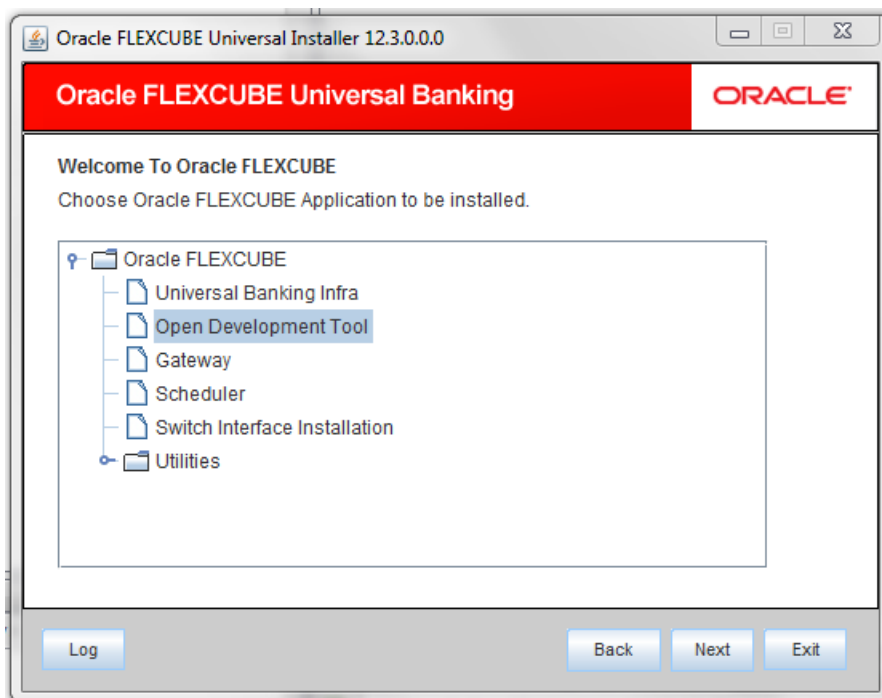 Oracle FLEXCUBE Universal Installer 12.3.0.0.0
Oracle FLEXCUBE Universal Banking
ORACLE
Welcome To Oracle FLEXCUBE
Choose Oracle FLEXCUBE Application to be installed.
Oracle FLEXCUBE
Universal Banking Infra
Open Development Tool
Gateway
Scheduler
Switch Interface Installation
Utilities
Log Back Next Exit